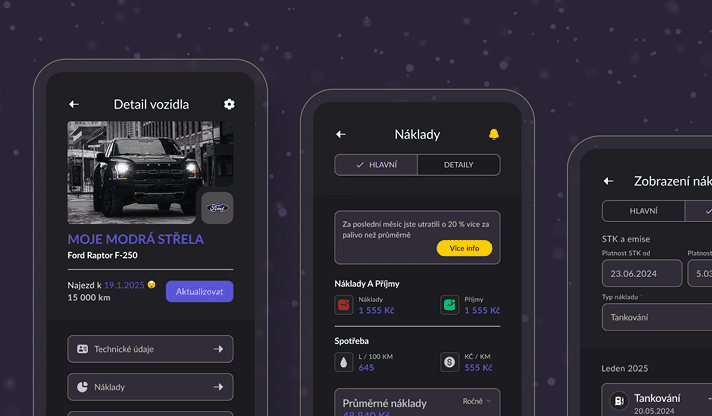 Detail vozidla
Ford
MOJE MODRÁ STŘELA
Ford Raptor F-250
Najezd k 19.1.2025
15 000 km
Aktualizovat
Technické údaje
Náklady
Náklady
HLAVNÍ
DETAILY
Za poslední měsíc jste utratili o 20 % více za
palivo než průměrně
Více info
Náklady A Příjmy
Náklady
1 555 Kč
Příjmy
1 555 Kč
Spotřeba
L / 100 KM
645
KČ / KM
555 Kč
Průměrné náklady
Ročně
48 840 Kč
Zobrazení nák
HLAVNÍ
STK a emise
Platnost STK od
Platnost
23.06.2024
5.03
Typ nákladu *
Tankování
Leden 2025
Tankování
20.05.2024